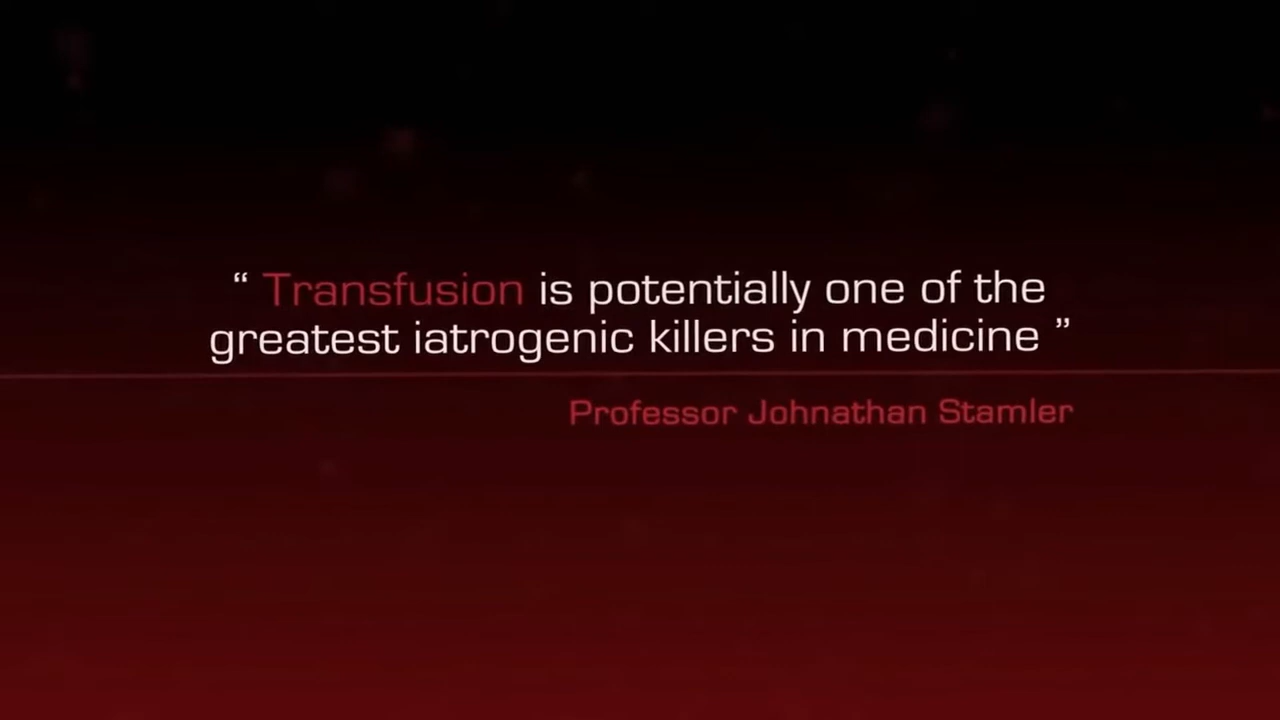 “ Transfusion is potentially one of the
greatest iatrogenic killers in medicine ”
Professor Johnathan Stamler